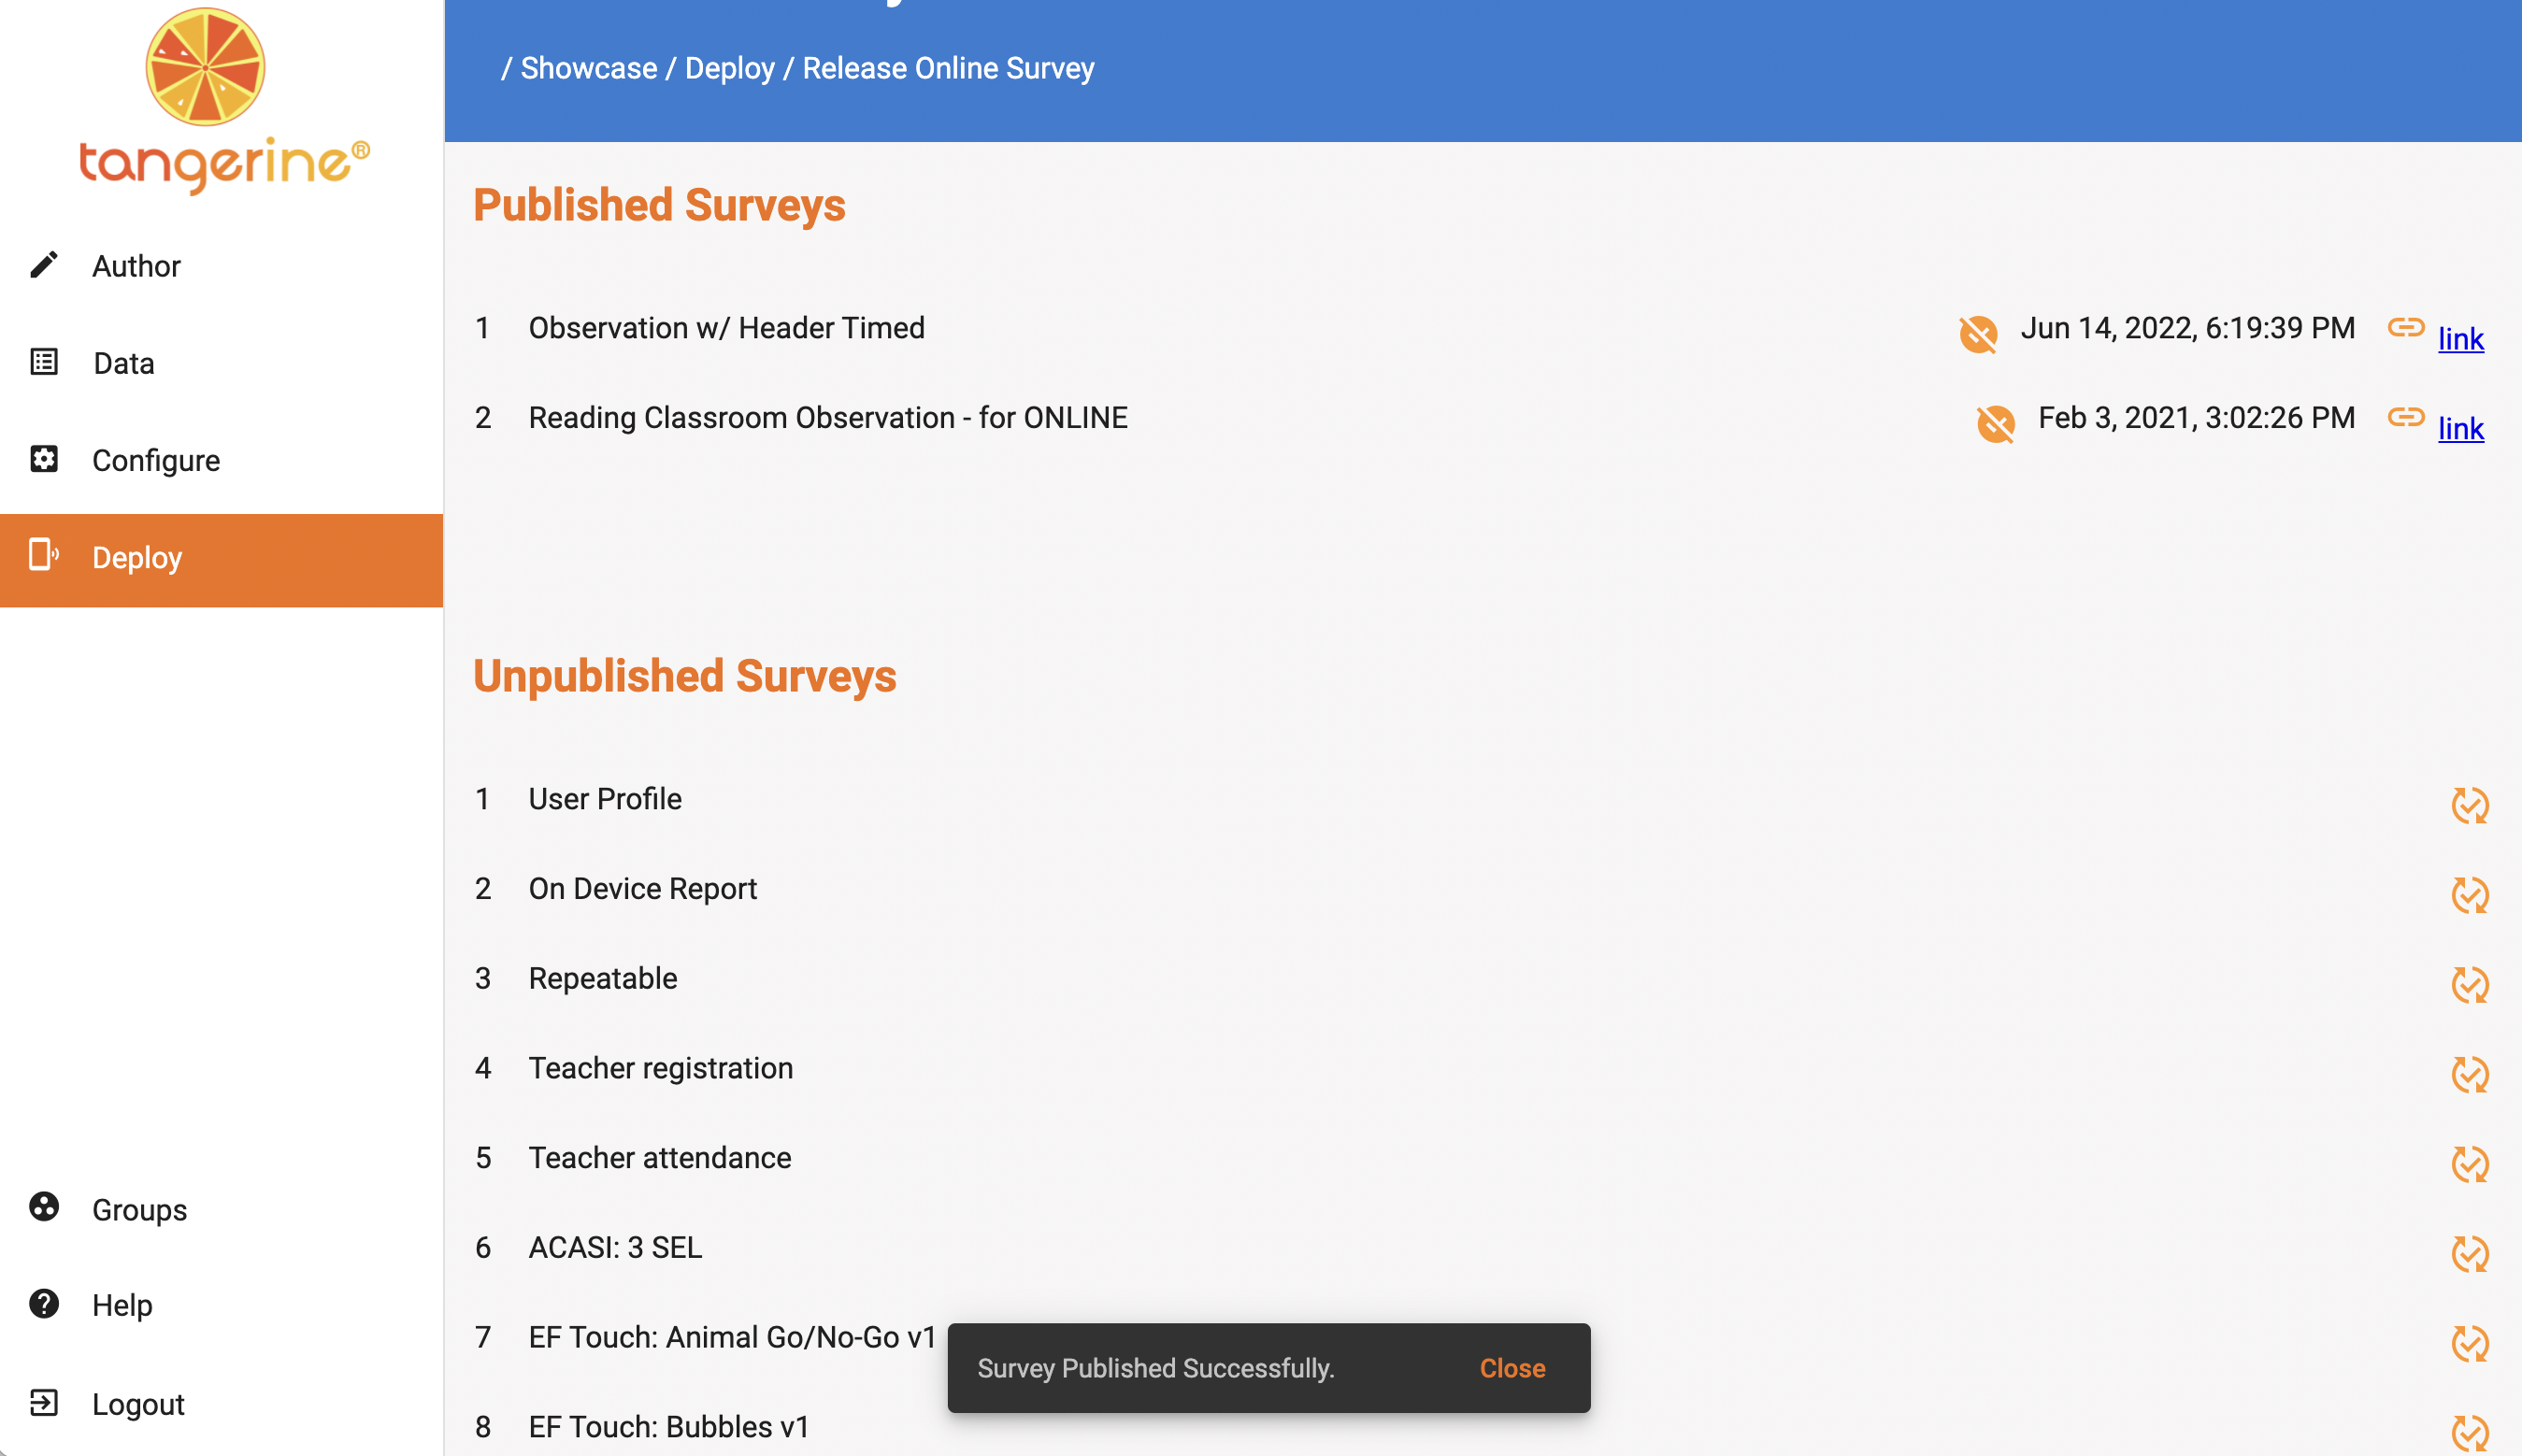 tangerine®
Author
Data
Configure
Deploy
Groups
Help
Logout
/ Showcase / Deploy / Release Online Survey
Published Surveys
1 Observation w/ Header Timed Jun 14, 2022, 6:19:39 PM link
2 Reading Classroom Observation - for ONLINE Feb 3, 2021, 3:02:26 PM link
Unpublished Surveys
1 User Profile
2 On Device Report
3 Repeatable
4 Teacher registration
5 Teacher attendance
6 ACASI: 3 SEL
7 EF Touch: Animal Go/No-Go v1
8 EF Touch: Bubbles v1
Survey Published Successfully. Close